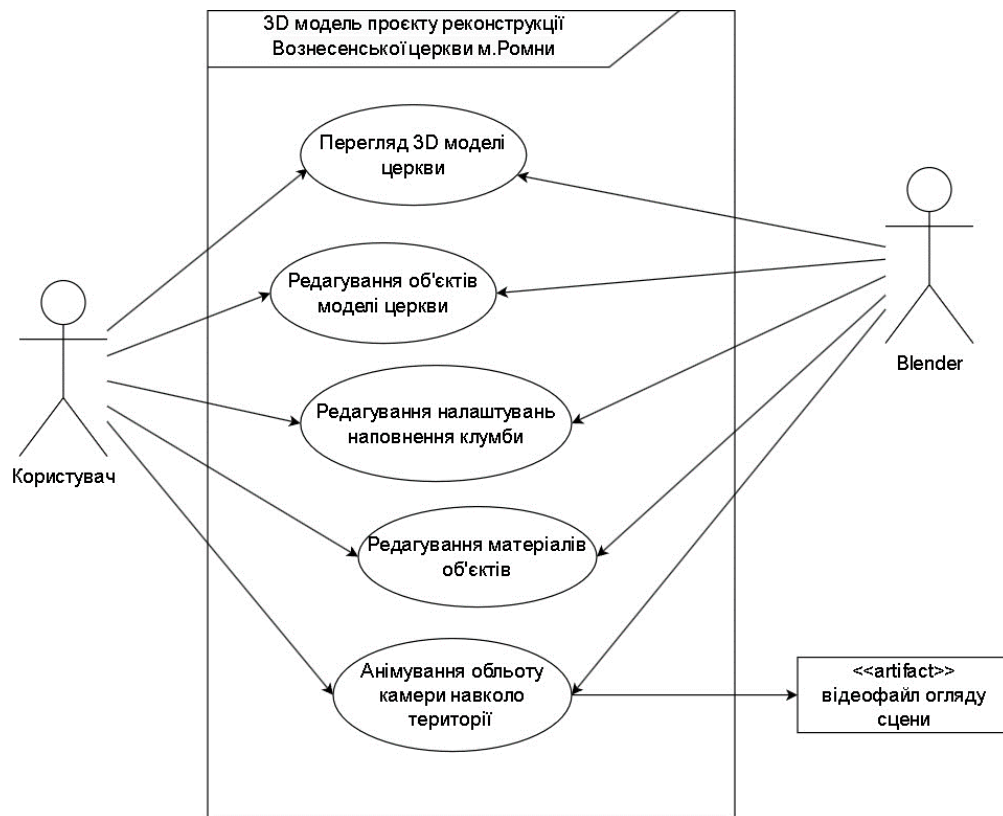 3D модель проєкту реконструкції
Вознесенської церкви м.Ромни
Перегляд 3D моделі
церкви
Редагування об'єктів
моделі церкви
Blender
Редагування налаштувань
наповнення клумби
Користувач
Редагування матеріалів
об'єктів
Анімування обльоту
камери навколо
території
<<artifact>>
відеофайл огляду
сцени